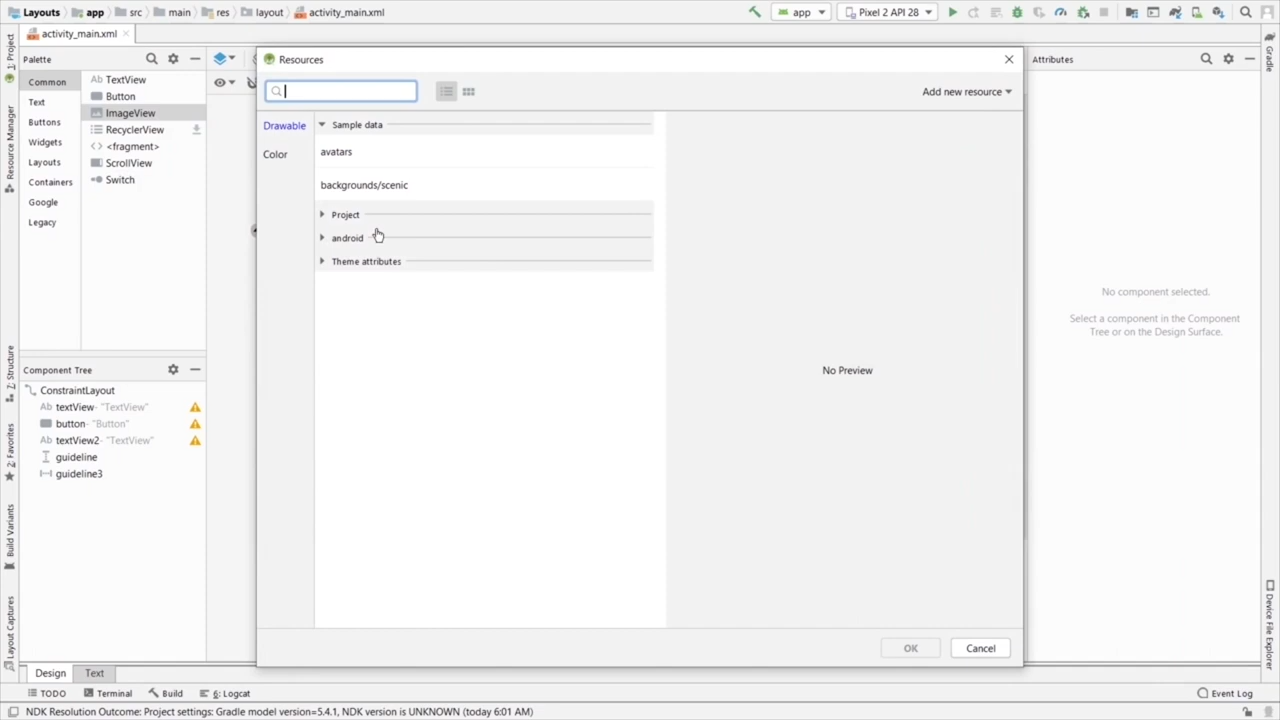 Layouts app src main res layout activity_main.xml app Pixel 2 API 28
activity_main.xml
1: Project
Resource Manager
Z: Structure
2: Favorites
Build Variants
Layout Captures
Palette
Common
Text
Buttons
Widgets
Layouts
Containers
Google
Legacy
Ab TextView
Button
ImageView
RecyclerView
<> <fragment>
ScrollView
Switch
Component Tree
ConstraintLayout
Ab textView- "TextView"
button- "Button"
Ab textView2- "TextView"
guideline
guideline3
Resources
Add new resource
Drawable
Color
Sample data
avatars
backgrounds/scenic
Project
android
Theme attributes
No Preview
OK Cancel
Attributes
No component selected.
Select a component in the Component
Tree or on the Design Surface.
Gradle
Device File Explorer
Design Text
TODO Terminal Build 6: Logcat Event Log
NDK Resolution Outcome: Project settings: Gradle model version=5.4.1, NDK version is UNKNOWN (today 6:01 AM)